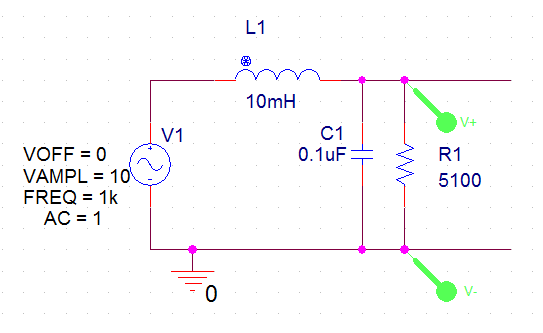 L1
10mH
V1
VOFF = 0
VAMPL = 10
FREQ = 1k
AC = 1
C1
0.1uF
R1
5100
V+
V-
0
+
-